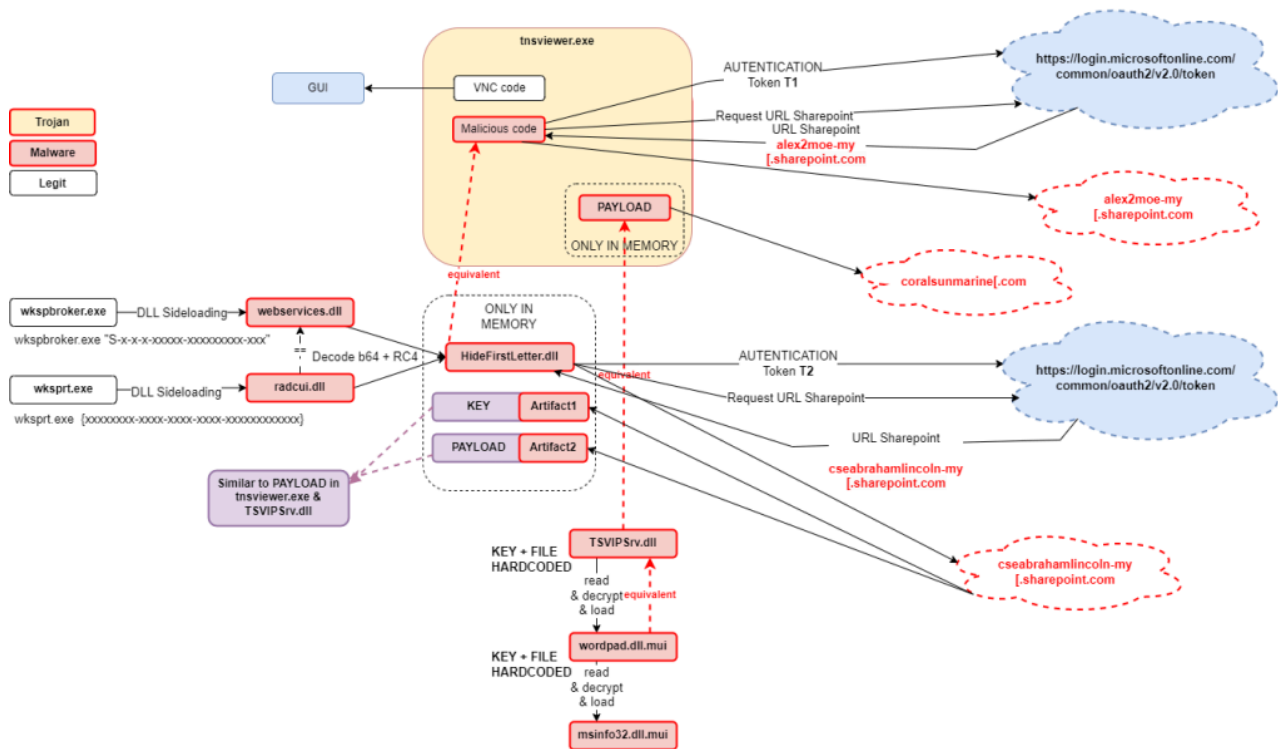 tnsviewer.exe
https://login.microsoftonline.com/
common/oauth2/v2.0/token
AUTENTICATION
Token T1
GUI
VNC code
Request URL Sharepoint
URL Sharepoint
alex2moe-my
[.sharepoint.com
Malicious code
Trojan
Malware
Legit
alex2moe-my
[.sharepoint.com
PAYLOAD
ONLY IN MEMORY
equivalent
coralsunmarine[.com
wkspbroker.exe
DLL Sideloading
webservices.dll
ONLY IN
MEMORY
wkspbroker.exe "S-x-x-x-xxxxx-xxxxxxxxx-xxx"
==
Decode b64 + RC4
HideFirstLetter.dll
AUTENTICATION
Token T2
https://login.microsoftonline.com/
common/oauth2/v2.0/token
equivalent
wksprt.exe
DLL Sideloading
radcui.dll
Request URL Sharepoint
KEY
Artifact1
wksprt.exe {xxxxxxxx-xxxx-xxxx-xxxx-xxxxxxxxxxxx}
PAYLOAD
Artifact2
URL Sharepoint
cseabrahamlincoln-my
[.sharepoint.com
Similar to PAYLOAD in
tnsviewer.exe &
TSVIPSrv.dll
TSVIPSrv.dll
KEY + FILE
HARDCODED
cseabrahamlincoln-my
[.sharepoint.com
read
& decrypt
& load
equivalent
wordpad.dll.mui
KEY + FILE
HARDCODED
read
& decrypt
& load
msinfo32.dll.mui